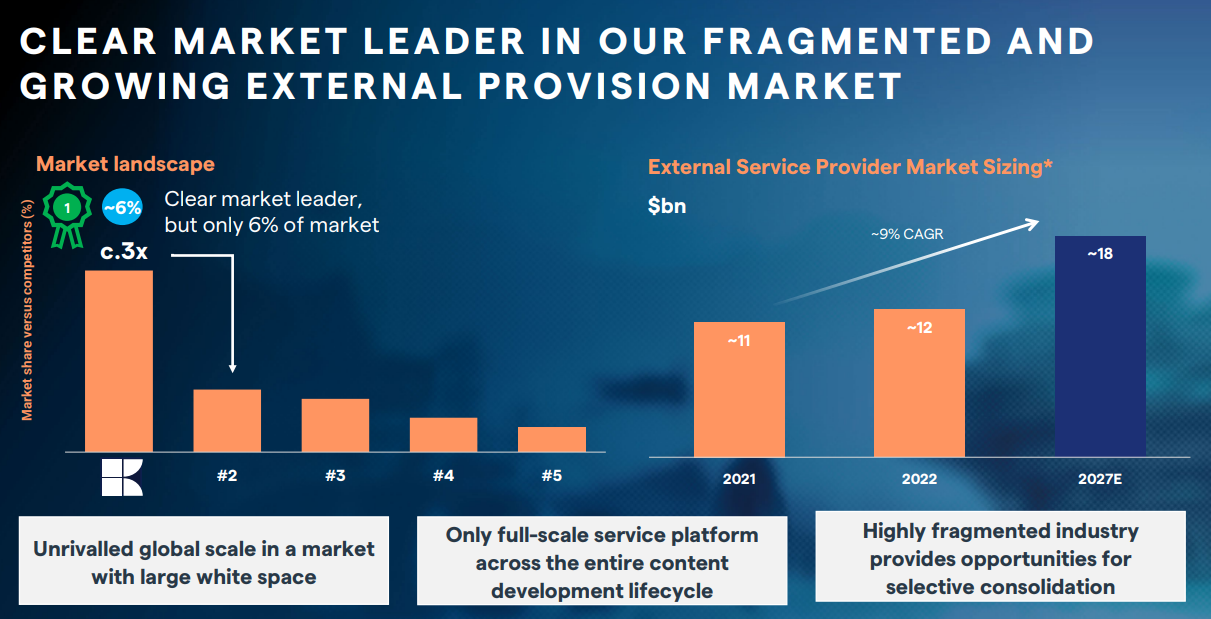 CLEAR MARKET LEADER IN OUR FRAGMENTED AND
GROWING EXTERNAL PROVISION MARKET
Market landscape
1
~6%
Clear market leader,
but only 6% of market
c.3x
Market share versus competitors (%)
#2
#3
#4
#5
External Service Provider Market Sizing*
$bn
~9% CAGR
~11
~12
~18
2021
2022
2027E
Unrivalled global scale in a market
with large white space
Only full-scale service platform
across the entire content
development lifecycle
Highly fragmented industry
provides opportunities for
selective consolidation